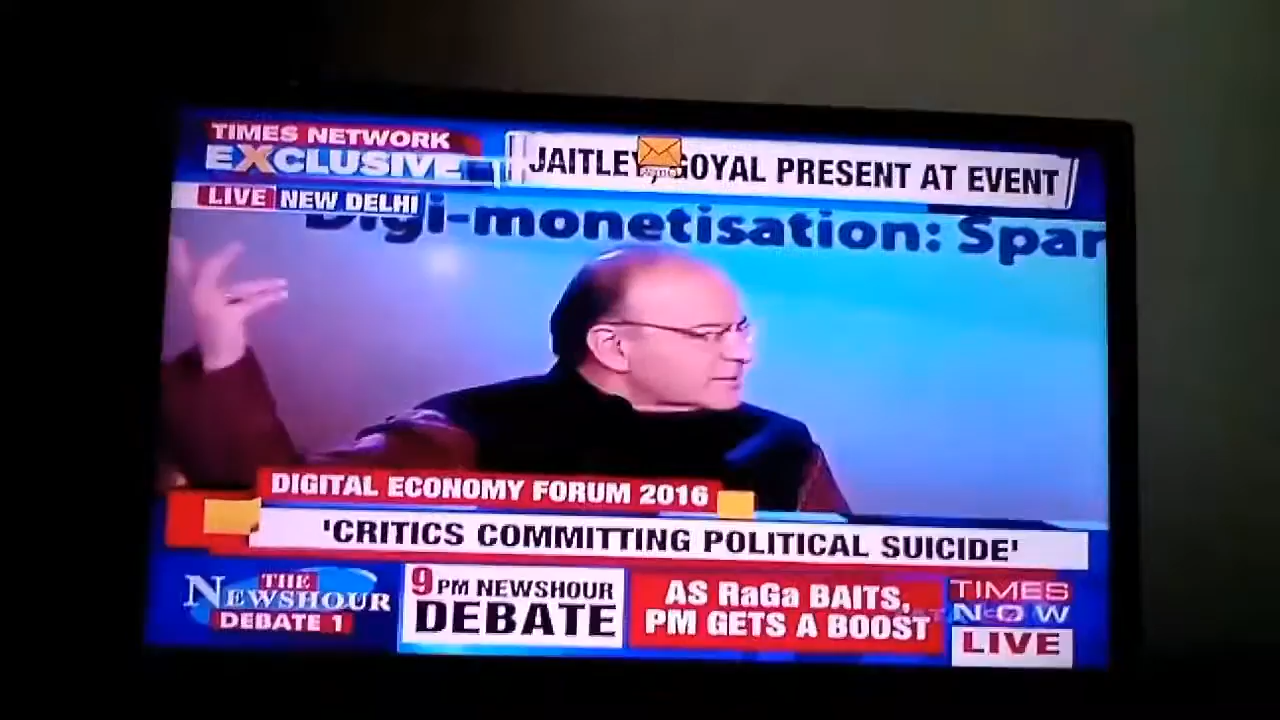 TIMES NETWORK
EXCLUSIVE
JAITLEY, GOYAL PRESENT AT EVENT
LIVE NEW DELHI
Digi-monetisation: Spar
DIGITAL ECONOMY FORUM 2016
'CRITICS COMMITTING POLITICAL SUICIDE'
THE
NEWSHOUR
DEBATE 1
9PM NEWSHOUR
DEBATE
AS RaGa BAITS,
PM GETS A BOOST
TIMES
NOW
LIVE